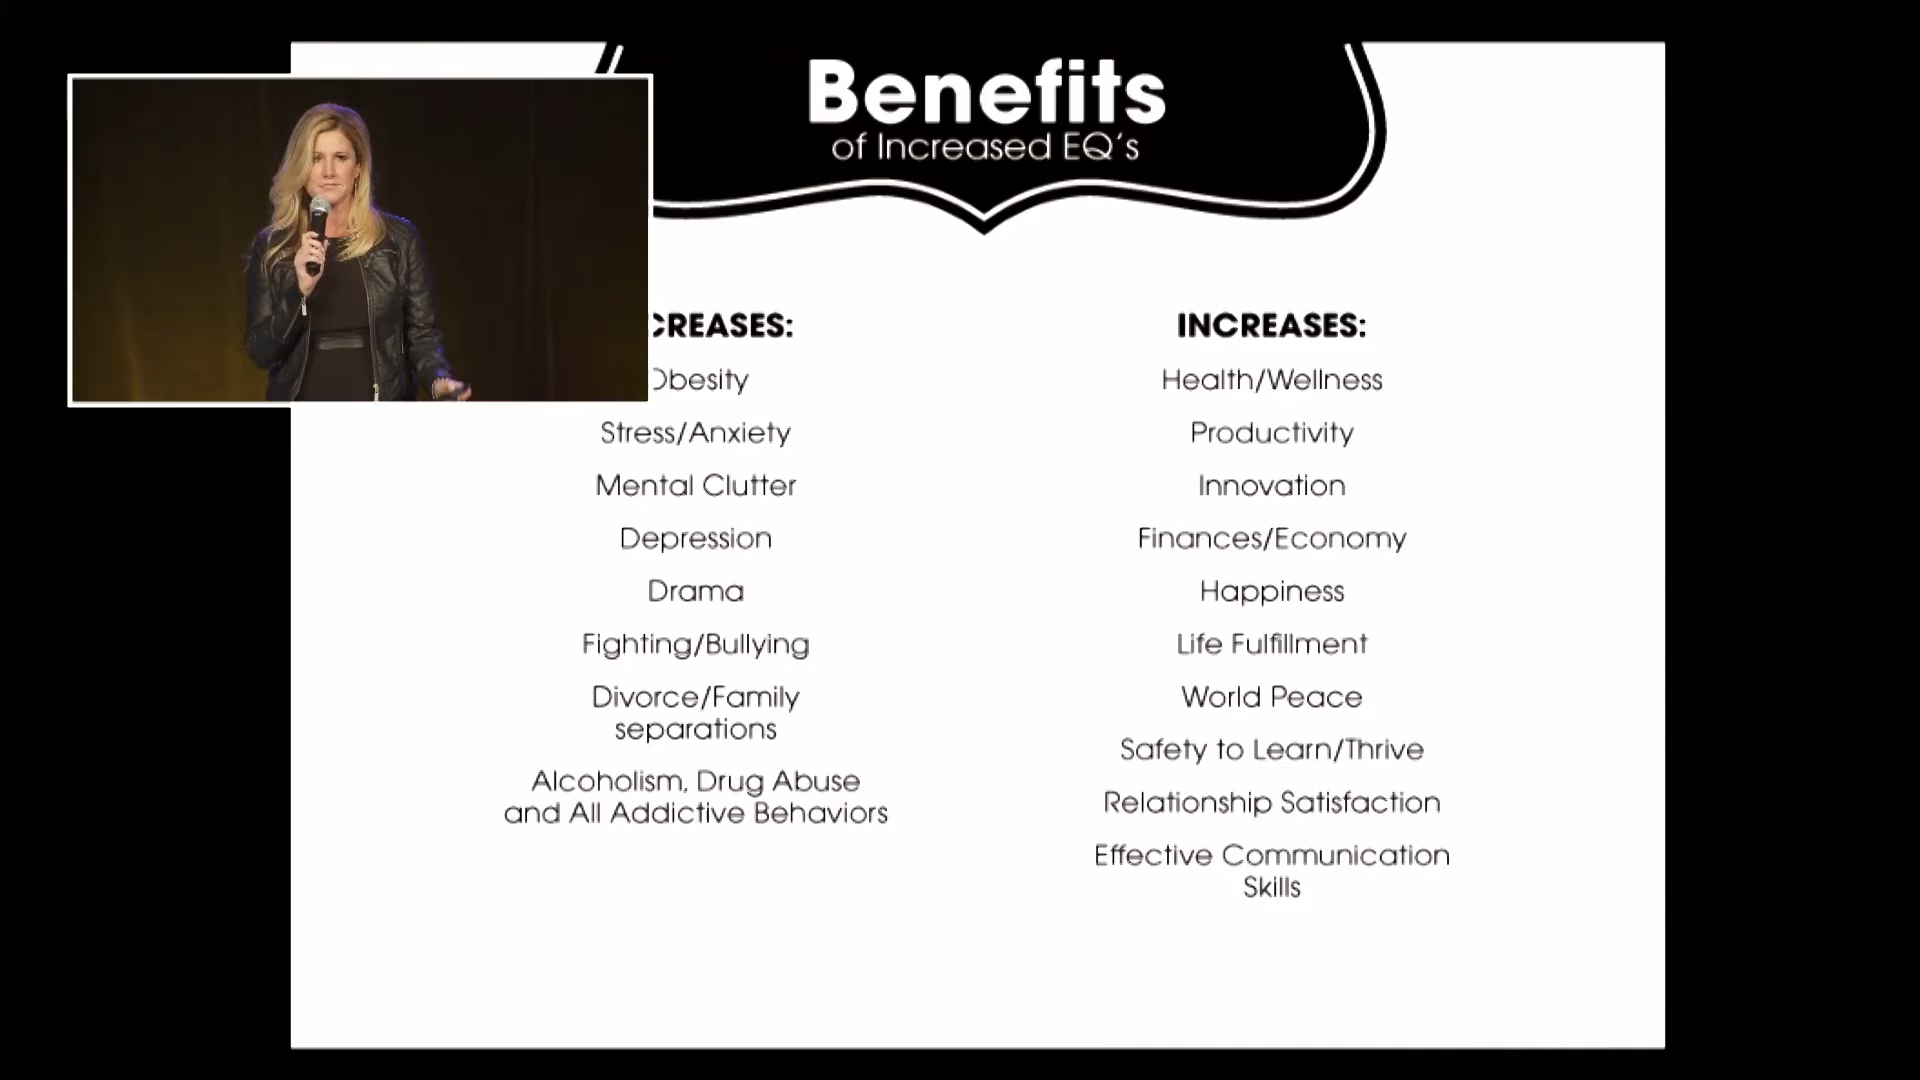 Benefits
of Increased EQ's
CREASES:
Obesity
Stress/Anxiety
Mental Clutter
Depression
Drama
Fighting/Bullying
Divorce/Family
separations
Alcoholism, Drug Abuse
and All Addictive Behaviors
INCREASES:
Health/Wellness
Productivity
Innovation
Finances/Economy
Happiness
Life Fulfillment
World Peace
Safety to Learn/Thrive
Relationship Satisfaction
Effective Communication
Skills